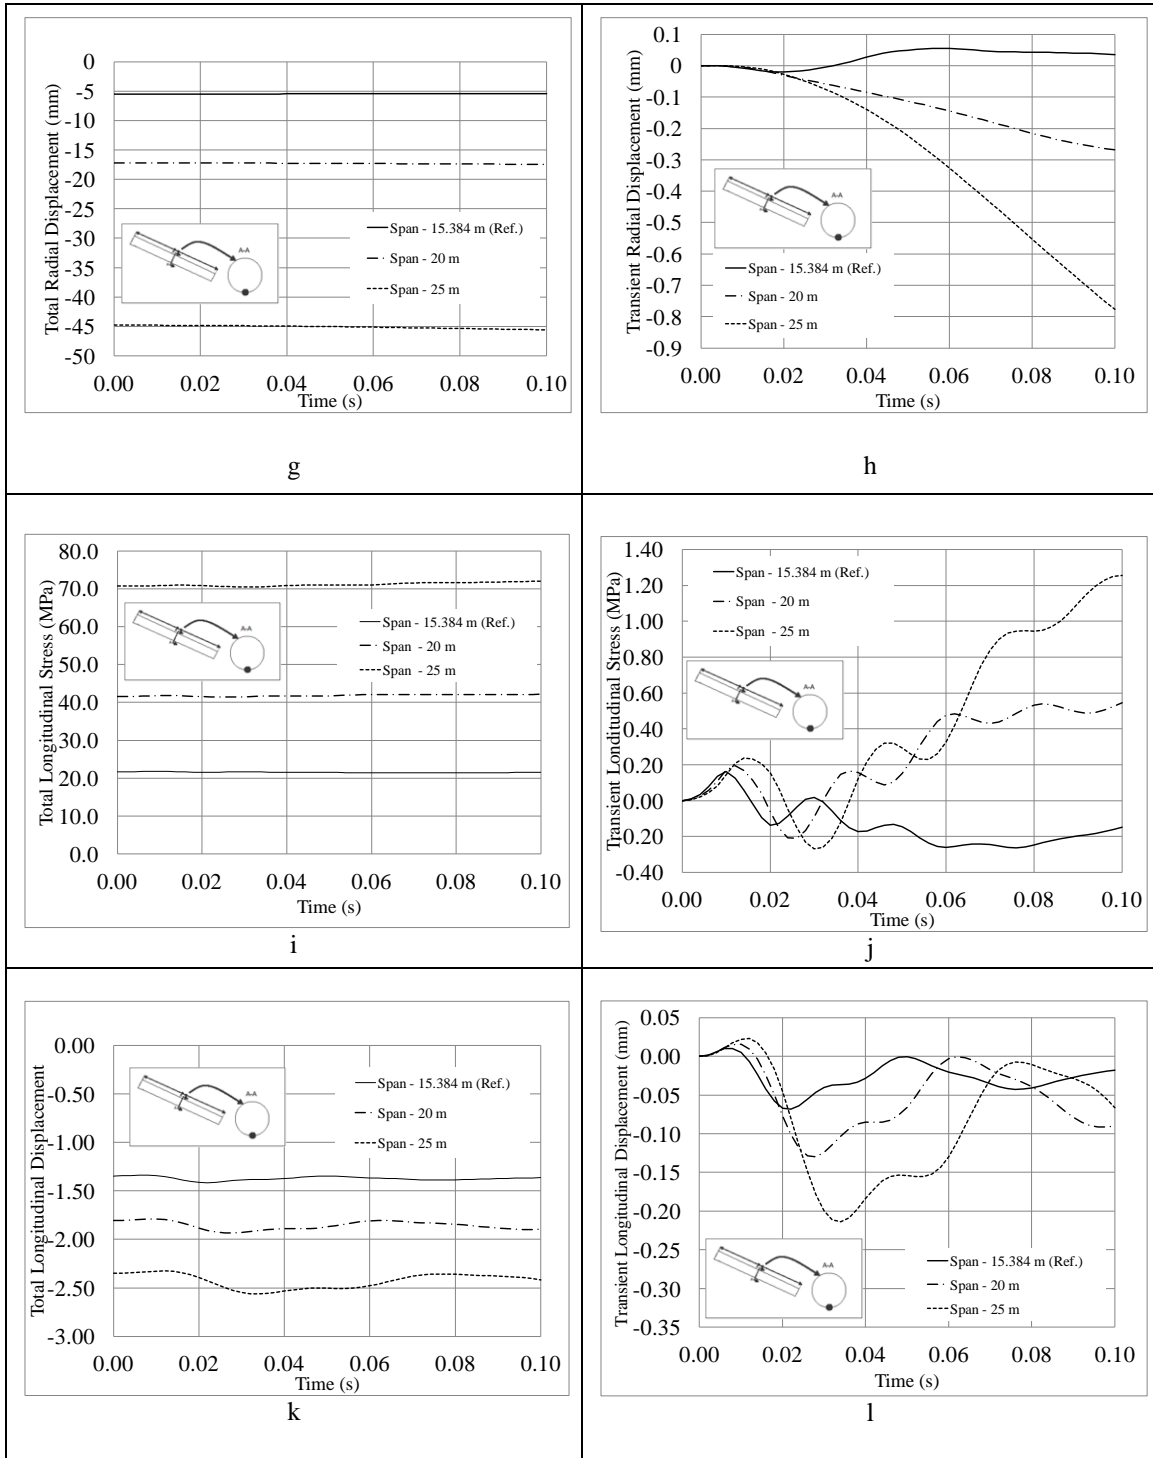 0
-5
-10
-15
-20
-25
-30
-35
-40
-45
-50
Total Radial Displacement (mm)
A-A
Span - 15.384 m (Ref.)
Span - 20 m
Span - 25 m
0.00 0.02 0.04 0.06 0.08 0.10
Time (s)
g
0.1
0
-0.1
-0.2
-0.3
-0.4
-0.5
-0.6
-0.7
-0.8
-0.9
Transient Radial Displacement (mm)
A-A
Span - 15.384 m (Ref.)
Span - 20 m
Span - 25 m
0.00 0.02 0.04 0.06 0.08 0.10
Time (s)
h
80.0
70.0
60.0
50.0
40.0
30.0
20.0
10.0
0.0
Total Longitudinal Stress (MPa)
A-A
Span - 15.384 m (Ref.)
Span - 20 m
Span - 25 m
0.00 0.02 0.04 0.06 0.08 0.10
Time (s)
i
1.40
1.20
1.00
0.80
0.60
0.40
0.20
0.00
-0.20
-0.40
Transient Londitudinal Stress (MPa)
Span - 15.384 m (Ref.)
Span - 20 m
Span - 25 m
A-A
0.00 0.02 0.04 0.06 0.08 0.10
Time (s)
j
0.00
-0.50
-1.00
-1.50
-2.00
-2.50
-3.00
Total Longitudinal Displacement
A-A
Span - 15.384 m (Ref.)
Span - 20 m
Span - 25 m
0.00 0.02 0.04 0.06 0.08 0.10
Time (s)
k
0.05
0.00
-0.05
-0.10
-0.15
-0.20
-0.25
-0.30
-0.35
Transient Longitudinal Displacement (mm)
A-A
Span - 15.384 m (Ref.)
Span - 20 m
Span - 25 m
0.00 0.02 0.04 0.06 0.08 0.10
Time (s)
l